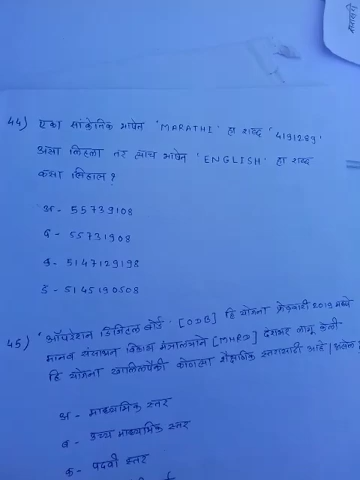 44) एका सांकेतिक भाषेत 'MARATHI' हा शब्द '4191289'
असा लिहला तर त्याच भाषेत 'ENGLISH' हा शब्द
कसा लिहाल ?
अ - 55739108
ब - 55731908
क - 5147129198
ड - 5145190508
45) 'ऑपरेशन डिजिटल बोर्ड' [ODB] हि योजना फेब्रुवारी 2019 मध्ये
मानव संसाधन विकास मंत्रालयाने [MHRD] देशभर लागू केली
हि योजना खालिलपैकी कोणत्या शैक्षणिक स्तरासाठी आहे /
अ - माध्यमिक स्तर
ब - उच्च माध्यमिक स्तर
क - पदवी स्तर